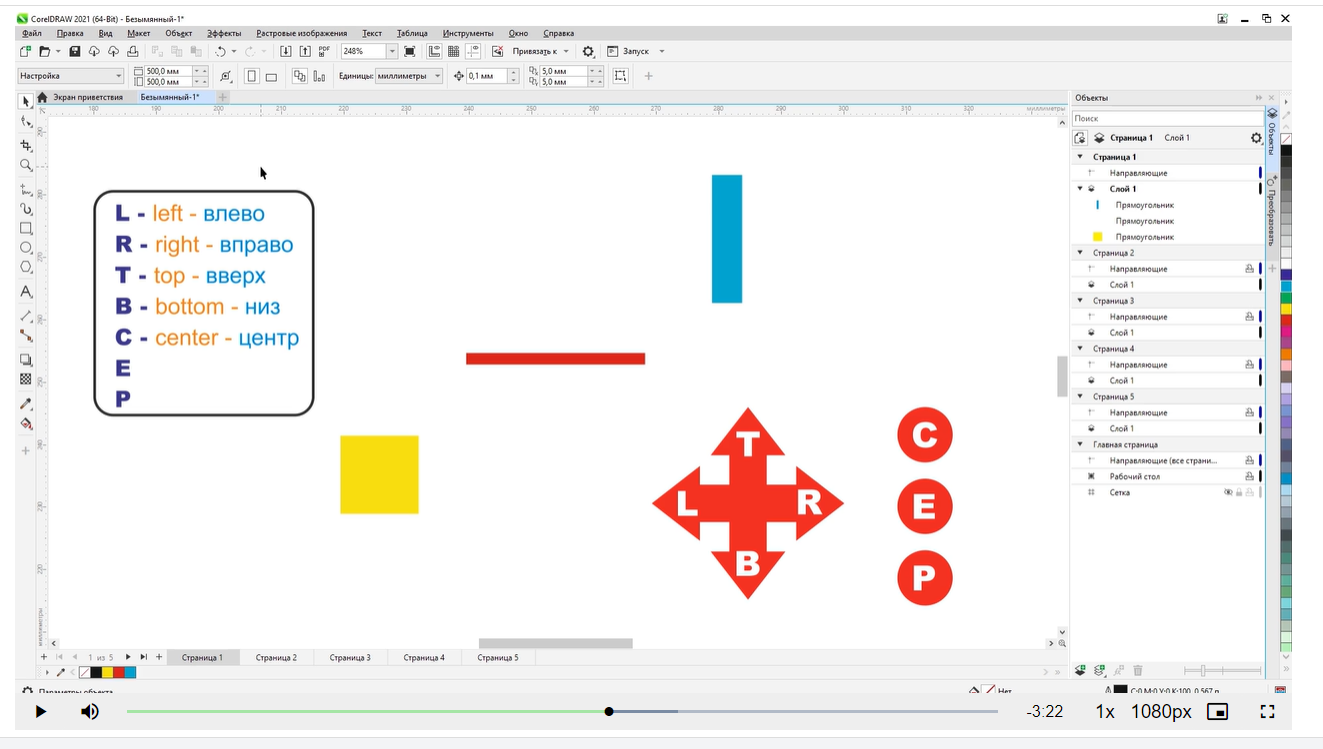 CorelDRAW 2021 (64-Bit) - Безымянный-1*
Файл Правка Вид Макет Объект Эффекты Растровые изображения Текст Таблица Инструменты Окно Справка
PDF 248% Привязать к Запуск
Настройка 500,0 мм 500,0 мм Единицы: миллиметры 0,1 мм 5,0 мм 5,0 мм
Экран приветствия Безымянный-1*
180 190 200 210 220 230 240 250 260 270 280 290 300 310 320 миллиметры
L - left - влево
R - right - вправо
T - top - вверх
B - bottom - низ
C - center - центр
E
P
T
L R
B
C
E
P
Объекты
Поиск
Страница 1 Слой 1
Страница 1
Направляющие
Слой 1
Прямоугольник
Прямоугольник
Прямоугольник
Страница 2
Направляющие
Слой 1
Страница 3
Направляющие
Слой 1
Страница 4
Направляющие
Слой 1
Страница 5
Направляющие
Слой 1
Главная страница
Направляющие (все страни...
Рабочий стол
Сетка
Объекты
Преобразовать
миллиметры
1 из 5 Страница 1 Страница 2 Страница 3 Страница 4 Страница 5
Параметры объекта Нет C:0 M:0 Y:0 K:100 0,567 п
-3:22 1x 1080px